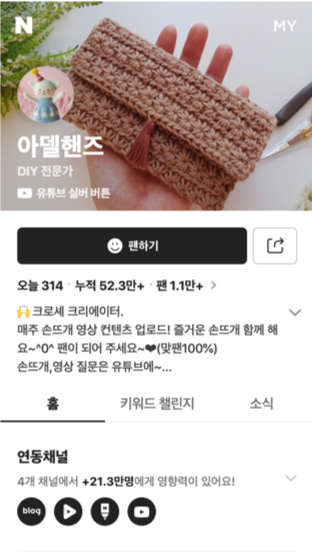 N MY
아델핸즈
DIY 전문가
유튜브 실버 버튼
팬하기
오늘 314 · 누적 52.3만+ · 팬 1.1만+ >
🙌 크로셰 크리에이터.
매주 손뜨개 영상 컨텐츠 업로드! 즐거운 손뜨개 함께 해
요~^0^ 팬이 되어 주세요~❤(맞팬100%)
손뜨개,영상 질문은 유튜브에~...
홈 키워드 챌린지 소식
연동채널
4개 채널에서 +21.3만명에게 영향력이 있어요!
blog